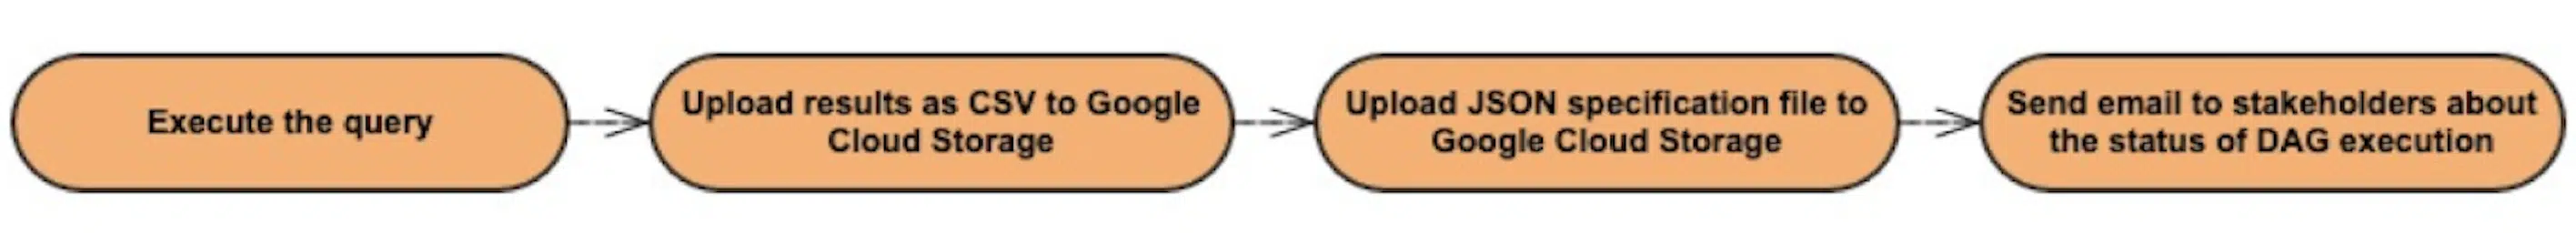 Execute the query
Upload results as CSV to Google
Cloud Storage
Upload JSON specification file to
Google Cloud Storage
Send email to stakeholders about
the status of DAG execution